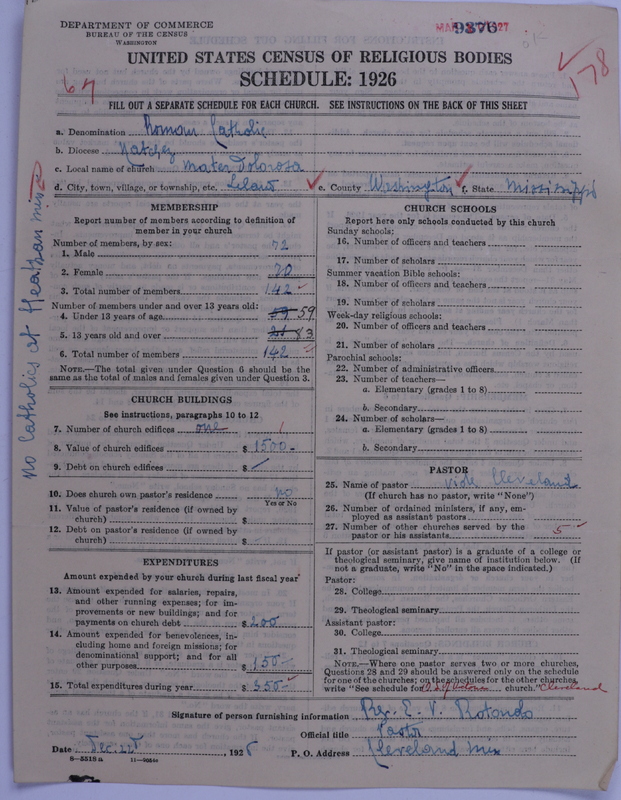 DEPARTMENT OF COMMERCE
BUREAU OF THE CENSUS
WASHINGTON
9376
UNITED STATES CENSUS OF RELIGIOUS BODIES
SCHEDULE: 1926
67
178
FILL OUT A SEPARATE SCHEDULE FOR EACH CHURCH. SEE INSTRUCTIONS ON THE BACK OF THIS SHEET
a. Denomination Roman Catholic
b. Diocese Natchez
c. Local name of church Mater Dolorosa
d. City, town, village, or township, etc. Leland e. County Washington f. State Mississippi
MEMBERSHIP
Report number of members according to definition of
member in your church
Number of members, by sex:
1. Male 72
2. Female 70
3. Total number of members 142
Number of members under and over 13 years old:
4. Under 13 years of age 59
5. 13 years old and over 83
6. Total number of members 142
NOTE.—The total given under Question 6 should be
same as the total of males and females given under Question 3.
CHURCH BUILDINGS
See instructions, paragraphs 10 to 12
7. Number of church edifices one 1
8. Value of church edifices $ 1500-
9. Debt on church edifices $
10. Does church own pastor's residence no
Yes or No
11. Value of pastor's residence (if owned by
church) $
12. Debt on pastor's residence (if owned by
church) $
EXPENDITURES
Amount expended by your church during last fiscal year
13. Amount expended for salaries, repairs,
and other running expenses; for im-
provements or new buildings; and for
payments on church debt $ 200
14. Amount expended for benevolences, in-
cluding home and foreign missions; for
denominational support; and for all
other purposes $ 150-
15. Total expenditures during year $ 350-
CHURCH SCHOOLS
Report here only schools conducted by this church
Sunday schools:
16. Number of officers and teachers
17. Number of scholars
Summer vacation Bible schools:
18. Number of officers and teachers
19. Number of scholars
Week-day religious schools:
20. Number of officers and teachers
21. Number of scholars
Parochial schools:
22. Number of administrative officers
23. Number of teachers—
a. Elementary (grades 1 to 8)
b. Secondary
24. Number of scholars—
a. Elementary (grades 1 to 8)
b. Secondary
PASTOR
25. Name of pastor vide Cleveland
(If church has no pastor, write "None")
26. Number of ordained ministers, if any, em-
ployed as assistant pastors
27. Number of other churches served by the
pastor or his assistants 5
If pastor (or assistant pastor) is a graduate of a college or
theological seminary, give name of institution below. (If
not a graduate, write "No" in the space indicated.)
Pastor:
28. College
29. Theological seminary
Assistant pastor:
30. College
31. Theological seminary
NOTE.—Where one pastor serves two or more churches,
Questions 28 and 29 should be answered only on the schedule
for one of the churches; on the schedules for the other churches,
write "See schedule for church." Cleveland
No Catholics at Heathman miss
Signature of person furnishing information Rev. E. V. Rotondo
Official title Pastor
Date Dec. 22, 1926 P. O. Address Cleveland Miss
8-5518a 11-9024a